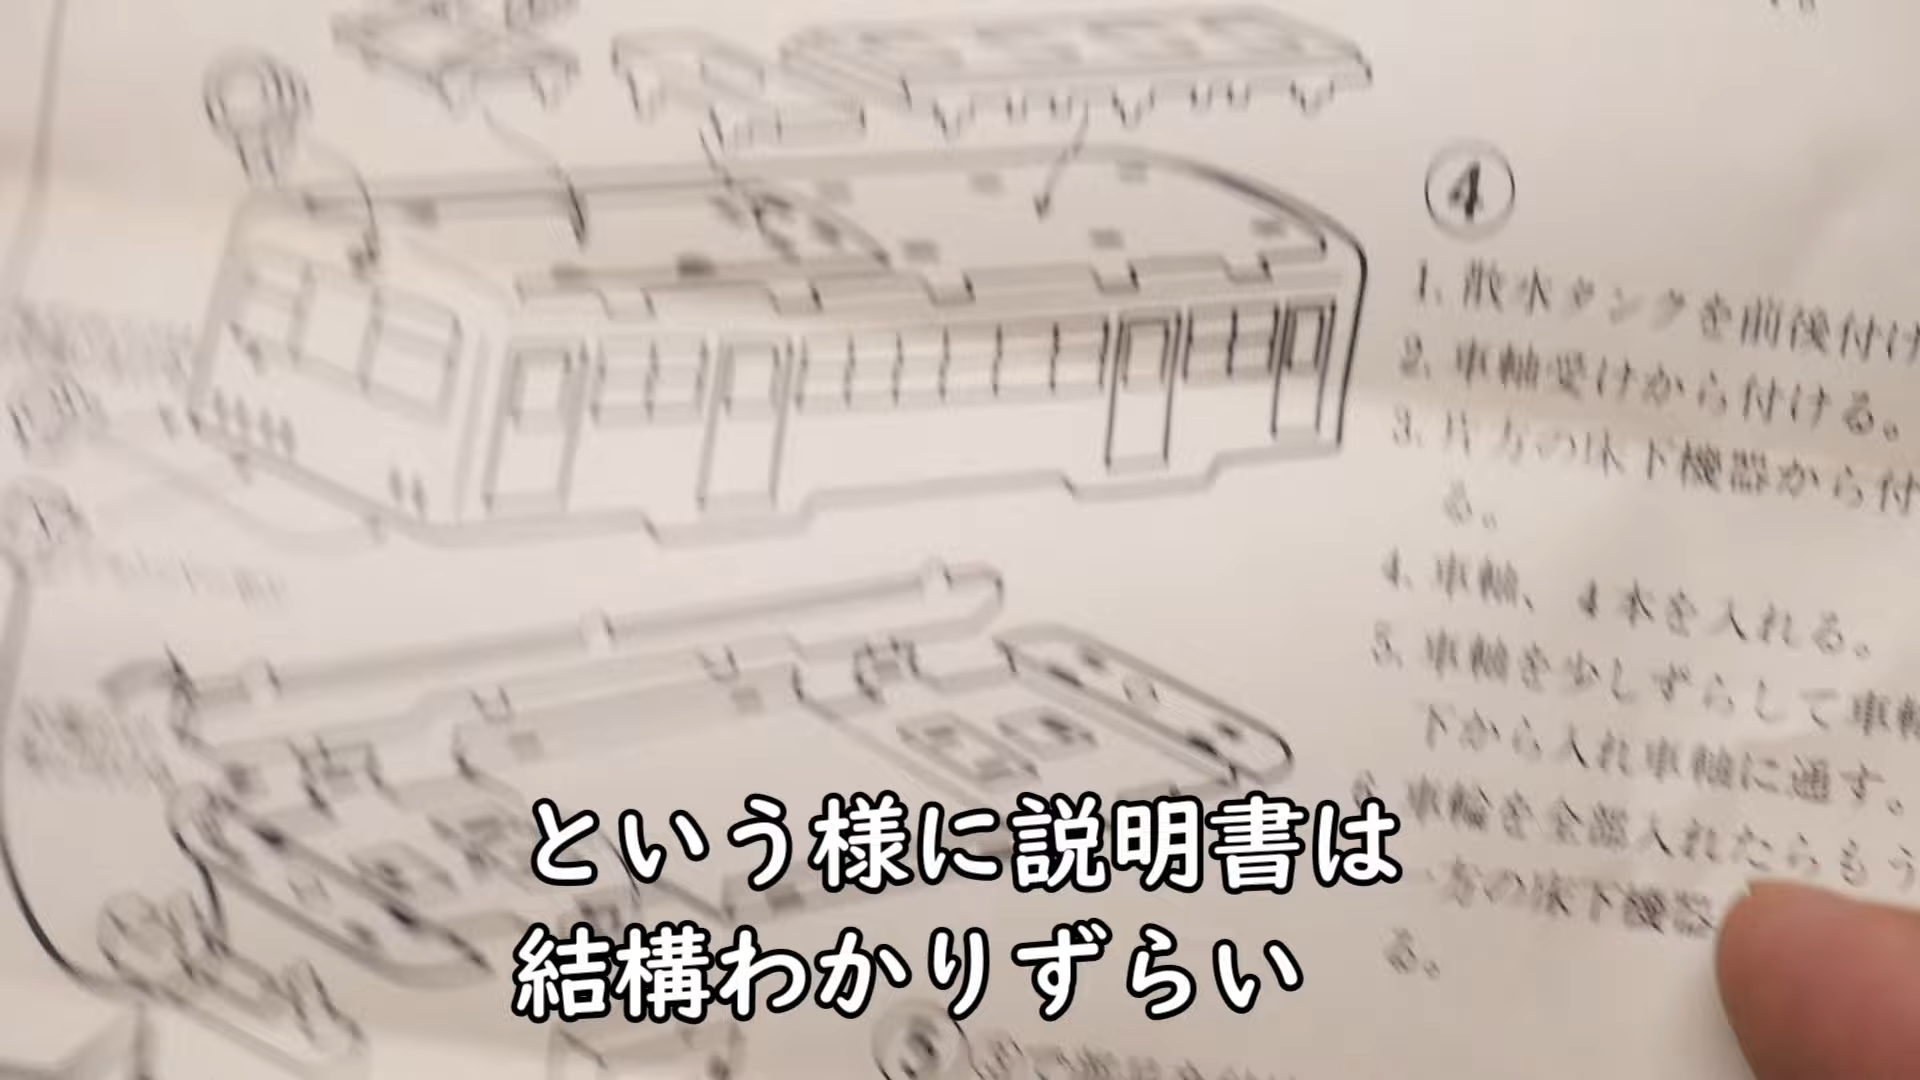 4
1. 散水タンクを前後付け
2. 車軸受けから付ける。
3. 片方の床下機器から付
る。
4. 車軸、4本を入れる。
5. 車軸を少しずらして車輪
下から入れ車軸に通す。
6. 車輪を全部入れたらもう
一方の床下機器
る。
という様に説明書は
結構わかりずらい